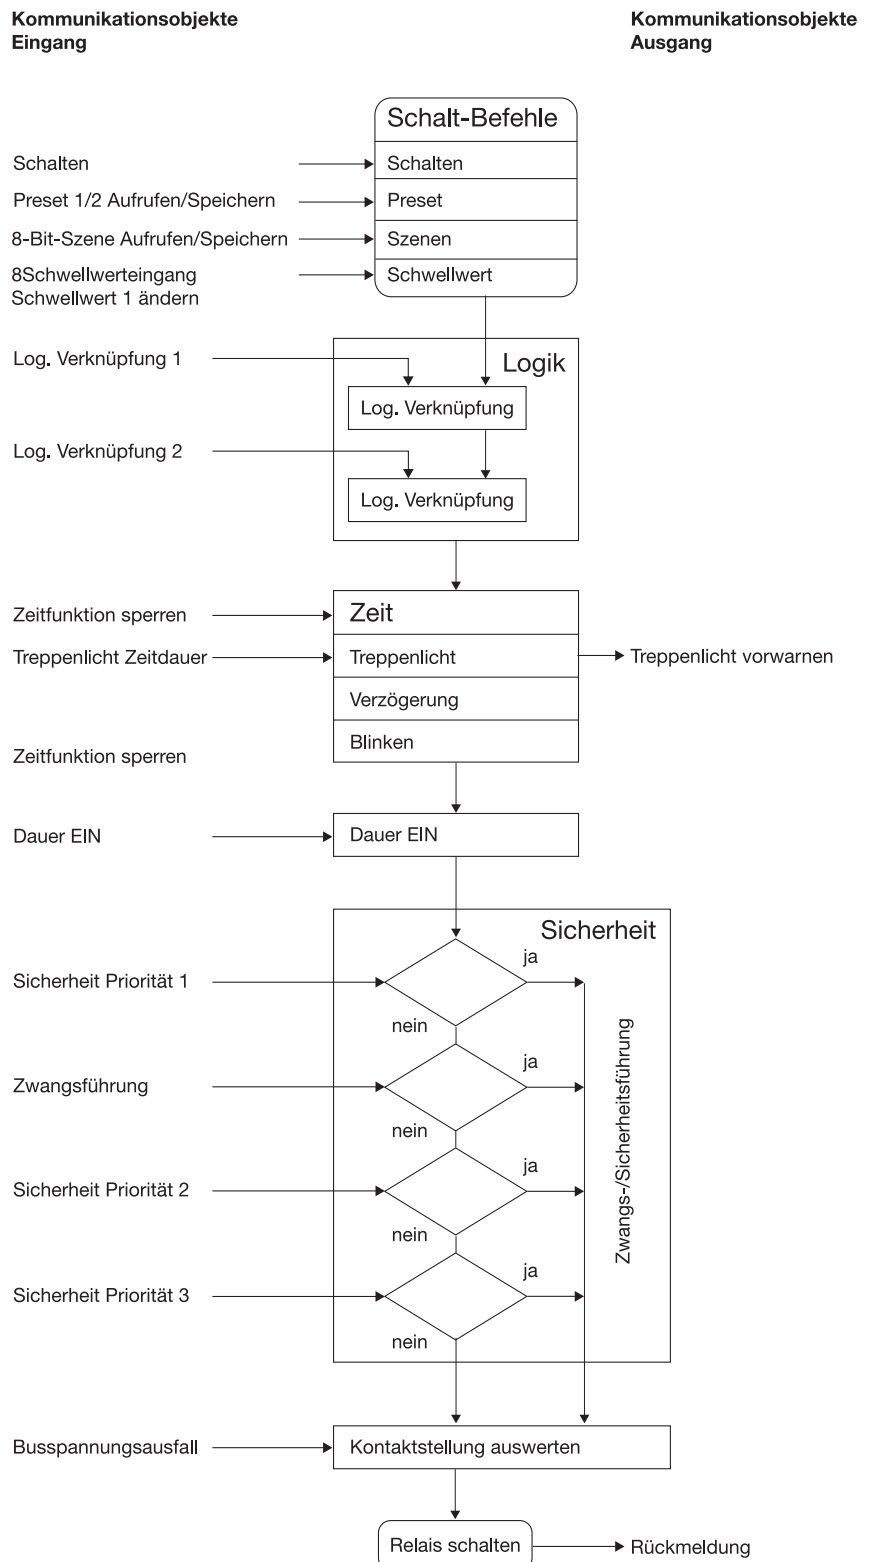 Kommunikationsobjekte
Eingang
Kommunikationsobjekte
Ausgang
Schalt-Befehle
Schalten
Schalten
Preset 1/2 Aufrufen/Speichern
Preset
8-Bit-Szene Aufrufen/Speichern
Szenen
8Schwellwerteingang
Schwellwert 1 ändern
Schwellwert
Log. Verknüpfung 1
Logik
Log. Verknüpfung
Log. Verknüpfung 2
Log. Verknüpfung
Zeitfunktion sperren
Zeit
Treppenlicht Zeitdauer
Treppenlicht
Treppenlicht vorwarnen
Verzögerung
Blinken
Zeitfunktion sperren
Dauer EIN
Dauer EIN
Sicherheit
ja
Sicherheit Priorität 1
nein
ja
Zwangsführung
nein
ja
Sicherheit Priorität 2
nein
ja
Sicherheit Priorität 3
nein
Zwangs-/Sicherheitsführung
Busspannungsausfall
Kontaktstellung auswerten
Relais schalten
Rückmeldung